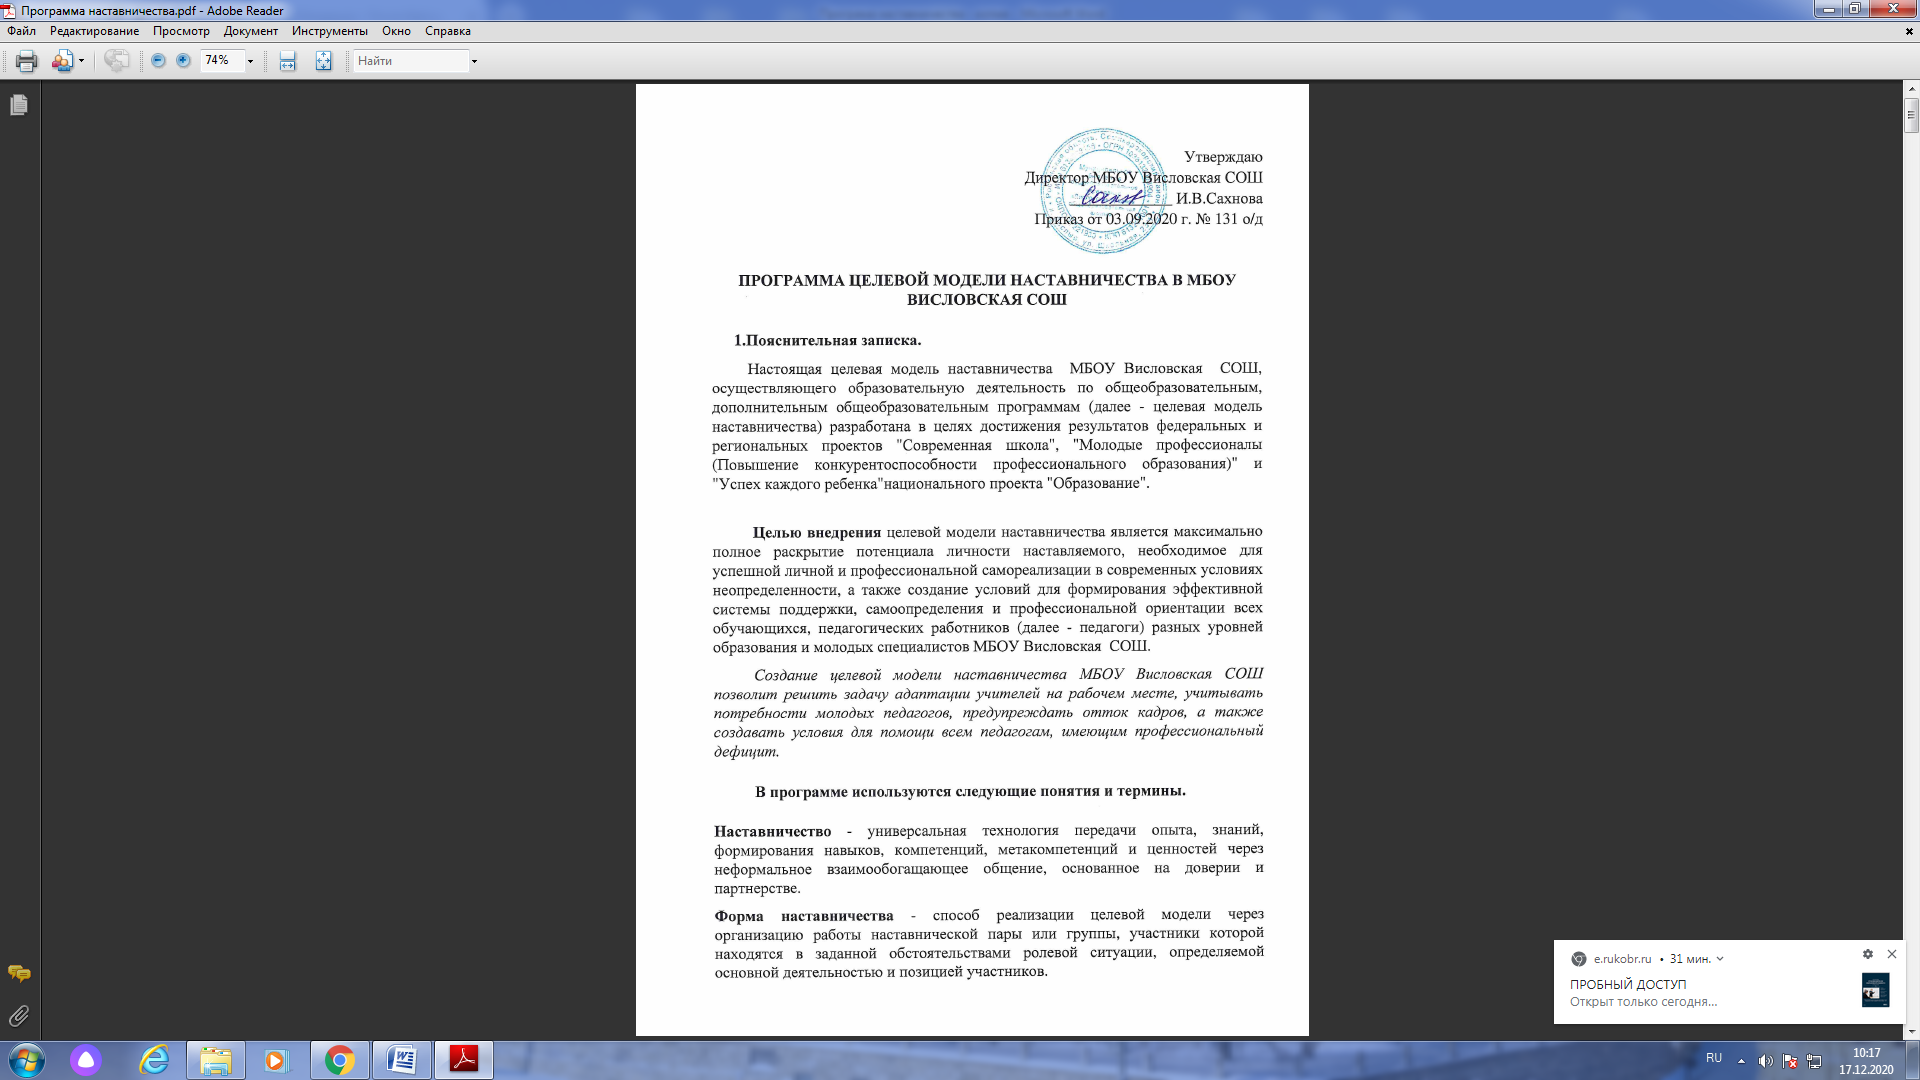 Программа наставничества.pdf - Adobe Reader
Файл Редактирование Просмотр Документ Инструменты Окно Справка
74% Найти
Утверждаю
Директор МБОУ Висловская СОШ
И.В.Сахнова
Приказ от 03.09.2020 г. № 131 о/д
ПРОГРАММА ЦЕЛЕВОЙ МОДЕЛИ НАСТАВНИЧЕСТВА В МБОУ
ВИСЛОВСКАЯ СОШ
1.Пояснительная записка.
Настоящая целевая модель наставничества МБОУ Висловская СОШ,
осуществляющего образовательную деятельность по общеобразовательным,
дополнительным общеобразовательным программам (далее - целевая модель
наставничества) разработана в целях достижения результатов федеральных и
региональных проектов "Современная школа", "Молодые профессионалы
(Повышение конкурентоспособности профессионального образования)" и
"Успех каждого ребенка"национального проекта "Образование".
Целью внедрения целевой модели наставничества является максимально
полное раскрытие потенциала личности наставляемого, необходимое для
успешной личной и профессиональной самореализации в современных условиях
неопределенности, а также создание условий для формирования эффективной
системы поддержки, самоопределения и профессиональной ориентации всех
обучающихся, педагогических работников (далее - педагоги) разных уровней
образования и молодых специалистов МБОУ Висловская СОШ.
Создание целевой модели наставничества МБОУ Висловская СОШ
позволит решить задачу адаптации учителей на рабочем месте, учитывать
потребности молодых педагогов, предупреждать отток кадров, а также
создавать условия для помощи всем педагогам, имеющим профессиональный
дефицит.
В программе используются следующие понятия и термины.
Наставничество - универсальная технология передачи опыта, знаний,
формирования навыков, компетенций, метакомпетенций и ценностей через
неформальное взаимообогащающее общение, основанное на доверии и
партнерстве.
Форма наставничества - способ реализации целевой модели через
организацию работы наставнической пары или группы, участники которой
находятся в заданной обстоятельствами ролевой ситуации, определяемой
основной деятельностью и позицией участников.
e.rukobr.ru • 31 мин.
ПРОБНЫЙ ДОСТУП
Открыт только сегодня...
RU
10:17
17.12.2020